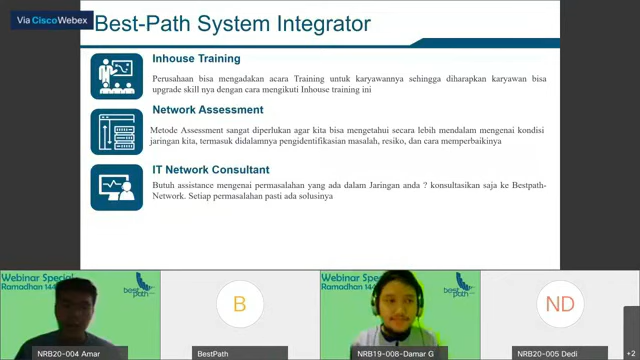 Via CiscoWebex
Best-Path System Integrator
Inhouse Training
Perusahaan bisa mengadakan acara Training untuk karyawannya sehingga diharapkan karyawan bisa
upgrade skill nya dengan cara mengikuti Inhouse training ini
Network Assessment
Metode Assessment sangat diperlukan agar kita bisa mengetahui secara lebih mendalam mengenai kondisi
jaringan kita, termasuk didalamnya pengidentifikasian masalah, resiko, dan cara memperbaikinya
IT Network Consultant
Butuh assistance mengenai permasalahan yang ada dalam Jaringan anda ? konsultasikan saja ke Bestpath-
Network. Setiap permasalahan pasti ada solusinya
Webinar Special
Ramadhan 144
best
path
NRB20-004 Amar
B
BestPath
Webinar Special
Ramadhan 144
best
path
NRB19-008-Damar G
ND
NRB20-005 Dedi
+2